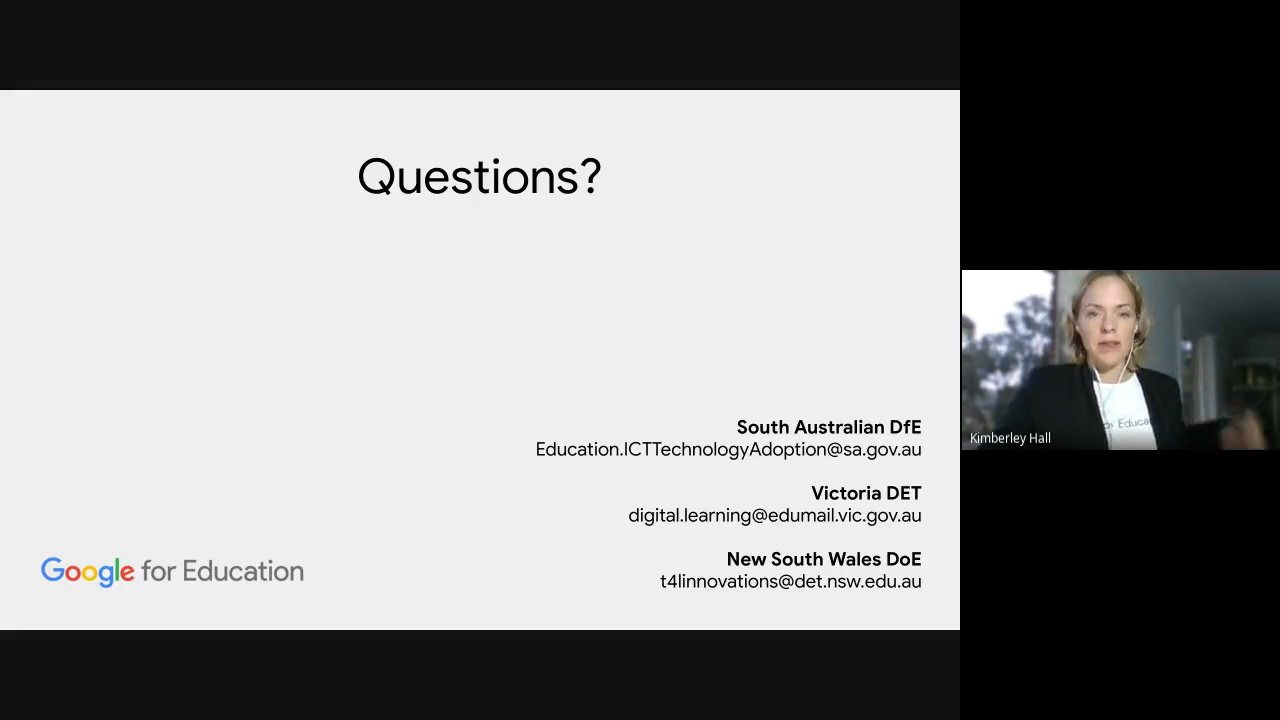 Questions?
South Australian DfE
Education.ICTTechnologyAdoption@sa.gov.au
Victoria DET
digital.learning@edumail.vic.gov.au
New South Wales DoE
t4linnovations@det.nsw.edu.au
Google for Education
Kimberley Hall